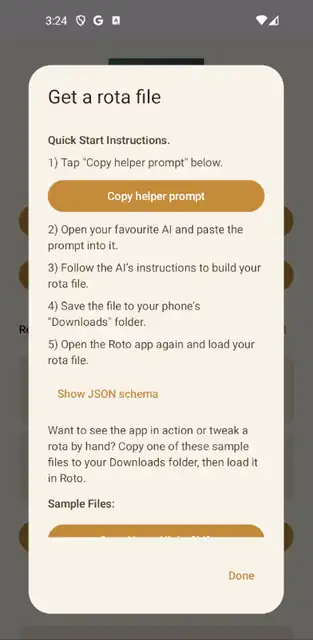 3:24
Get a rota file
Quick Start Instructions.
1) Tap "Copy helper prompt" below.
Copy helper prompt
2) Open your favourite AI and paste the
prompt into it.
3) Follow the AI's instructions to build your
rota file.
4) Save the file to your phone's
"Downloads" folder.
5) Open the Roto app again and load your
rota file.
Show JSON schema
Want to see the app in action or tweak a
rota by hand? Copy one of these sample
files to your Downloads folder, then load it
in Roto.
Sample Files:
Done